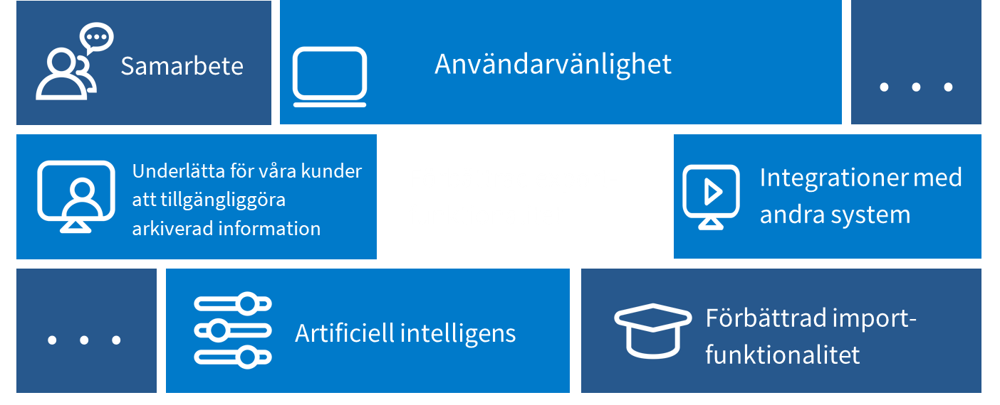 Samarbete
Användarvänlighet
...
Underlätta för våra kunder
att tillgängliggöra
arkiverad information
Integrationer med
andra system
...
Artificiell intelligens
Förbättrad import-
funktionalitet